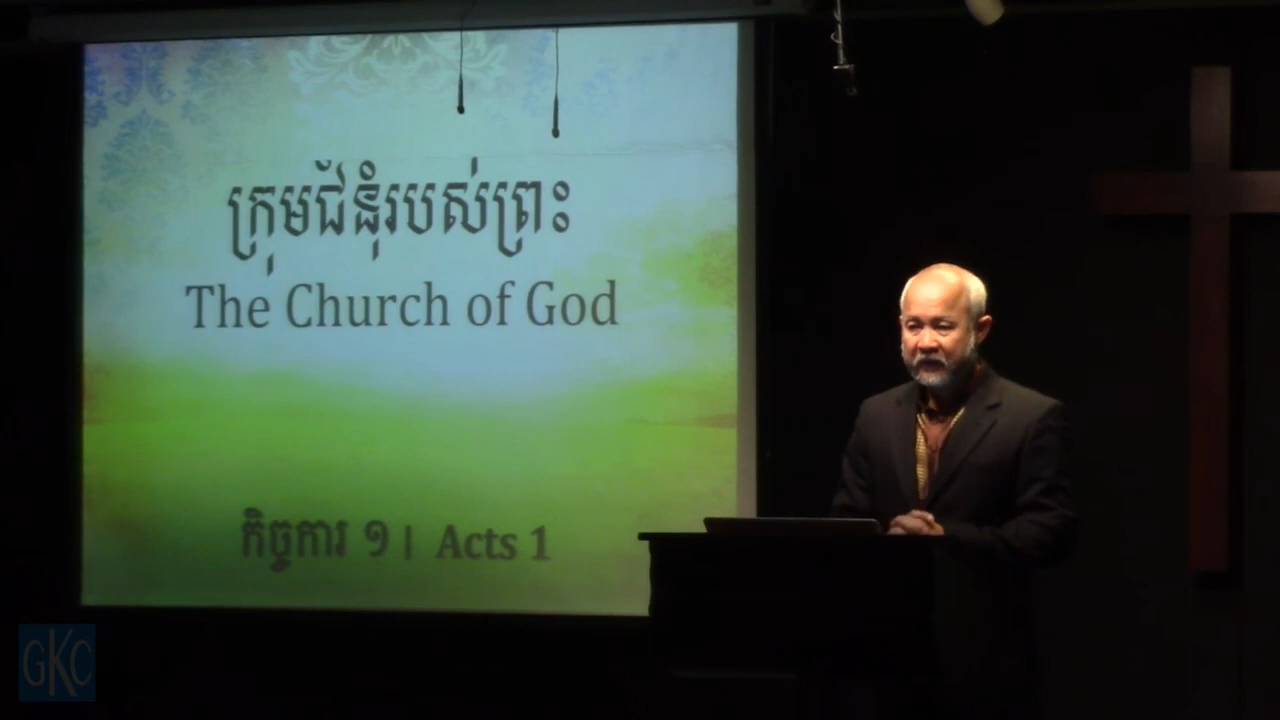 ក្រុមជំនុំរបស់ព្រះ
The Church of God
កិច្ចការ ១ | Acts 1
GKC